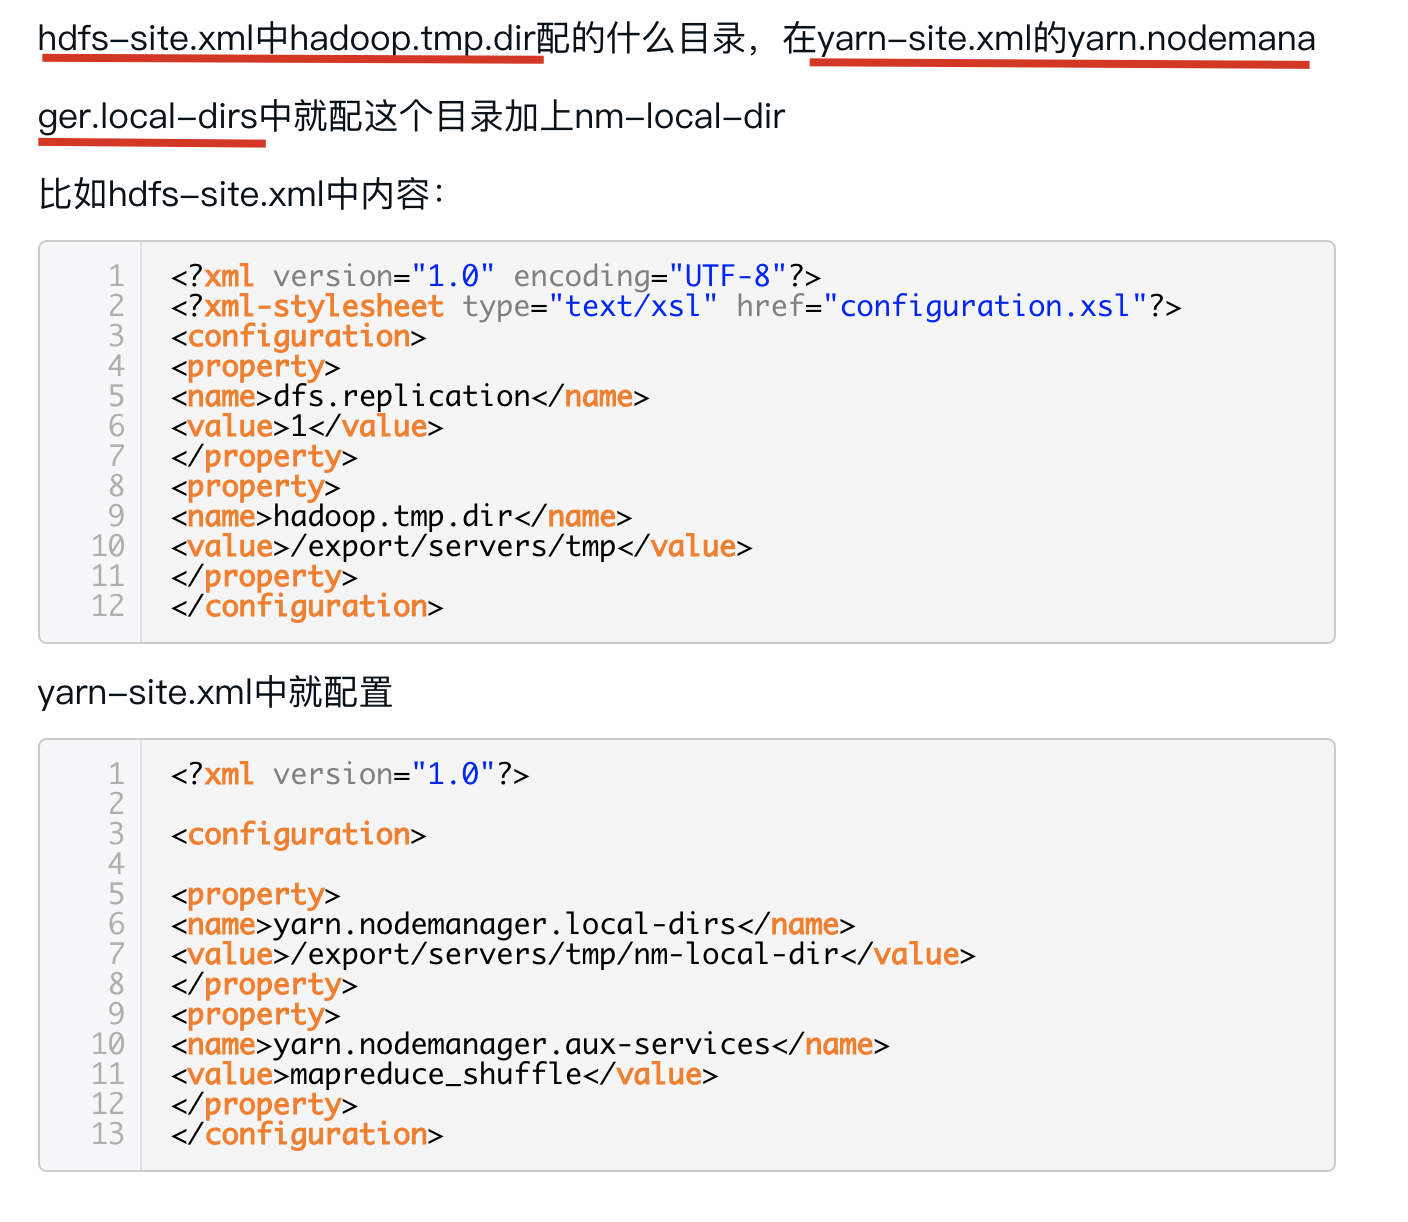 hdfs-site.xml中hadoop.tmp.dir配的什么目录，在yarn-site.xml的yarn.nodemana
ger.local-dirs中就配这个目录加上nm-local-dir
比如hdfs-site.xml中内容：
1 <?xml version="1.0" encoding="UTF-8"?>
2 <?xml-stylesheet type="text/xsl" href="configuration.xsl"?>
3 <configuration>
4 <property>
5 <name>dfs.replication</name>
6 <value>1</value>
7 </property>
8 <property>
9 <name>hadoop.tmp.dir</name>
10 <value>/export/servers/tmp</value>
11 </property>
12 </configuration>
yarn-site.xml中就配置
1 <?xml version="1.0"?>
2
3 <configuration>
4
5 <property>
6 <name>yarn.nodemanager.local-dirs</name>
7 <value>/export/servers/tmp/nm-local-dir</value>
8 </property>
9 <property>
10 <name>yarn.nodemanager.aux-services</name>
11 <value>mapreduce_shuffle</value>
12 </property>
13 </configuration>